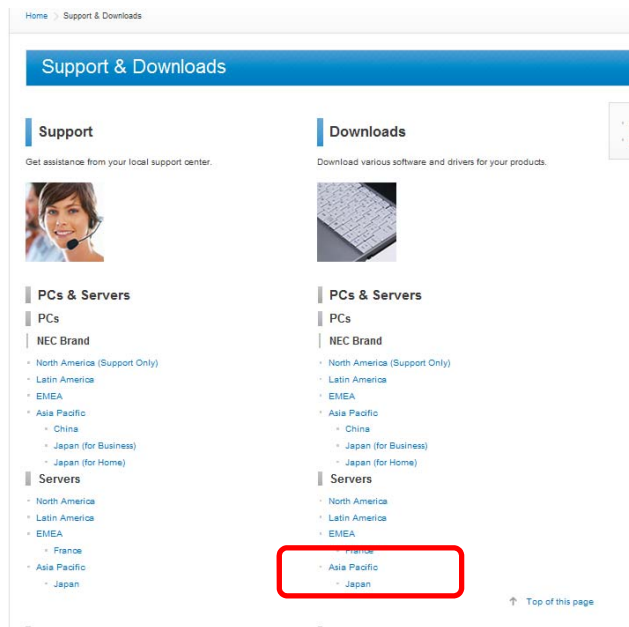 Home > Support & Downloads
Support & Downloads
Support
Get assistance from your local support center.
PCs & Servers
PCs
NEC Brand
North America (Support Only)
Latin America
EMEA
Asia Pacific
China
Japan (for Business)
Japan (for Home)
Servers
North America
Latin America
EMEA
France
Asia Pacific
Japan
Downloads
Download various software and drivers for your products.
PCs & Servers
PCs
NEC Brand
North America (Support Only)
Latin America
EMEA
Asia Pacific
China
Japan (for Business)
Japan (for Home)
Servers
North America
Latin America
EMEA
France
Asia Pacific
Japan
Top of this page